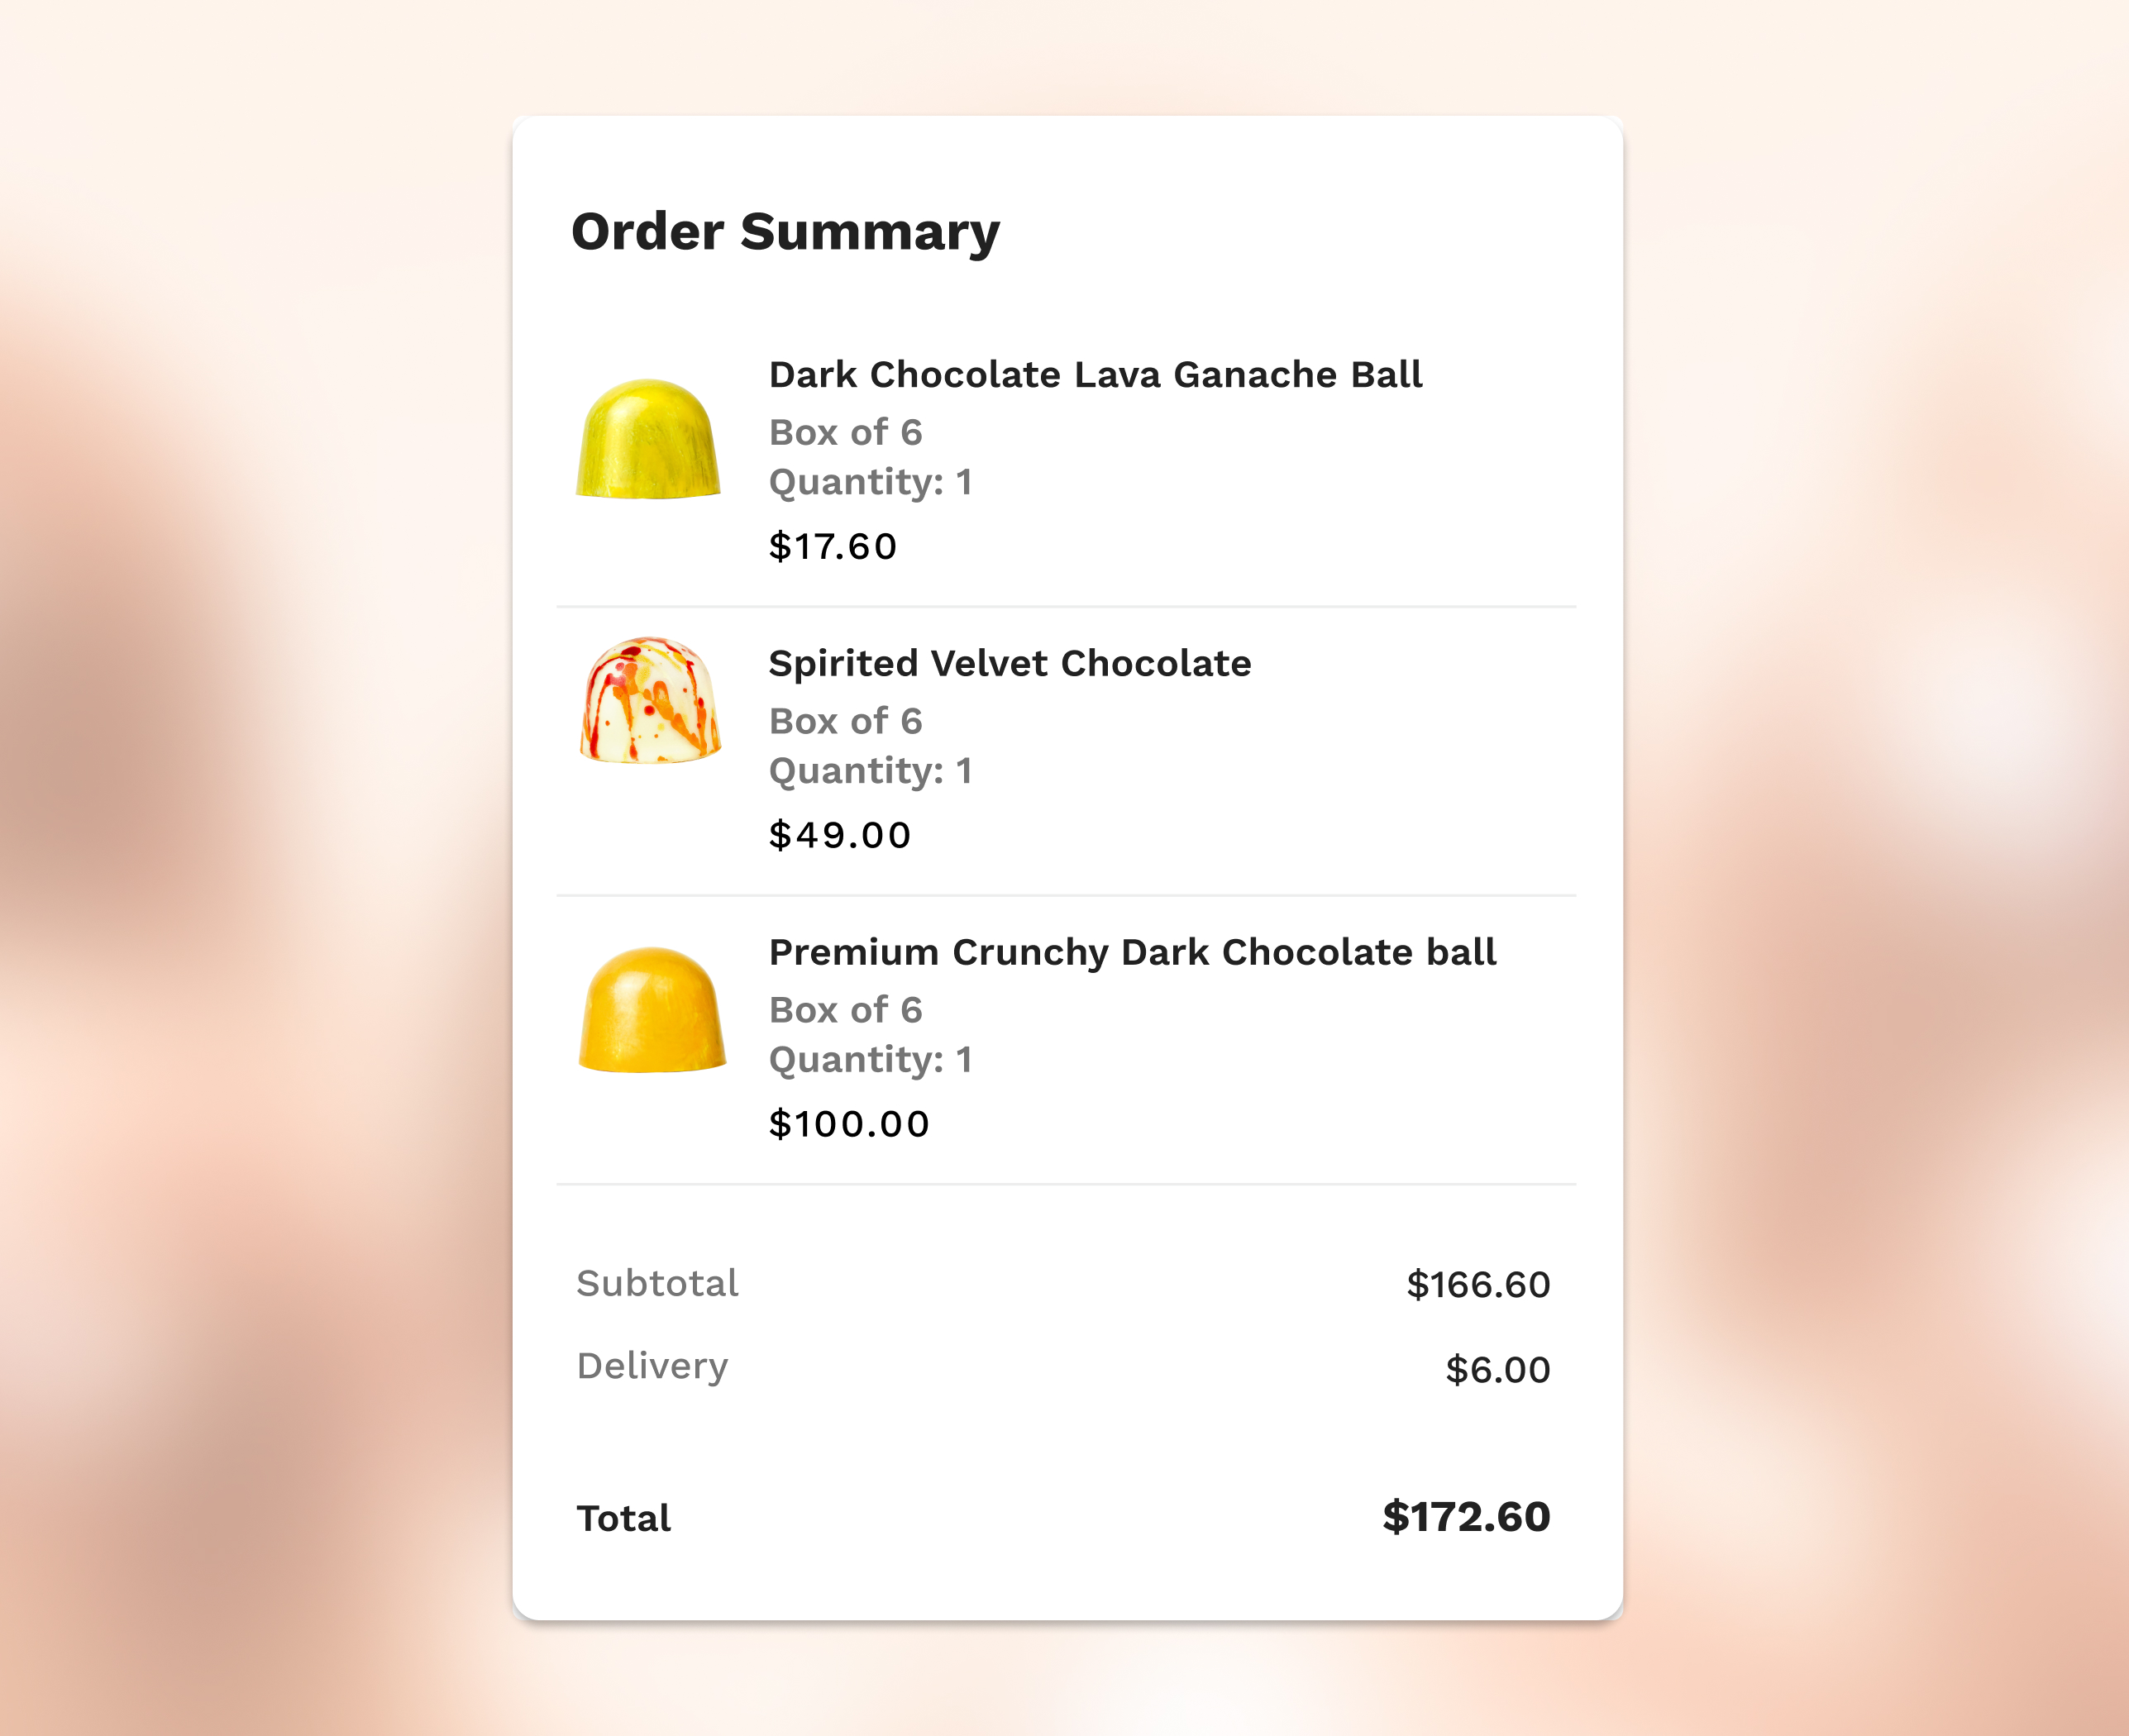 Order Summary
Dark Chocolate Lava Ganache Ball
Box of 6
Quantity: 1
$17.60
Spirited Velvet Chocolate
Box of 6
Quantity: 1
$49.00
Premium Crunchy Dark Chocolate ball
Box of 6
Quantity: 1
$100.00
Subtotal $166.60
Delivery $6.00
Total $172.60